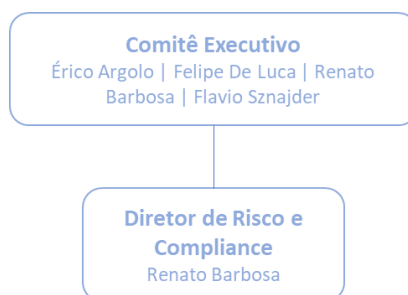 Comitê Executivo
Érico Argolo | Felipe De Luca | Renato
Barbosa | Flavio Sznajder
Diretor de Risco e
Compliance
Renato Barbosa